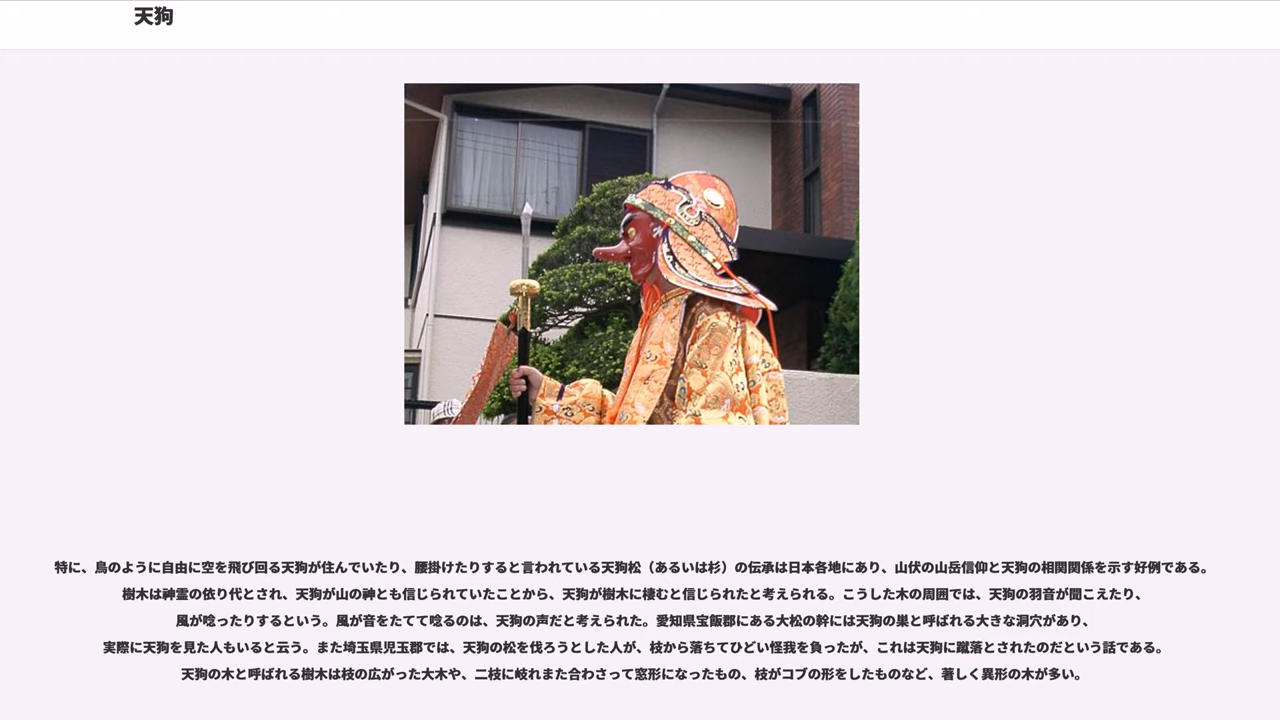 天狗
特に、鳥のように自由に空を飛び回る天狗が住んでいたり、腰掛けたりすると言われている天狗松（あるいは杉）の伝承は日本各地にあり、山伏の山岳信仰と天狗の相関関係を示す好例である。
樹木は神霊の依り代とされ、天狗が山の神とも信じられていたことから、天狗が樹木に棲むと信じられたと考えられる。こうした木の周囲では、天狗の羽音が聞こえたり、
風が唸ったりするという。風が音をたてて唸るのは、天狗の声だと考えられた。愛知県宝飯郡にある大松の幹には天狗の巣と呼ばれる大きな洞穴があり、
実際に天狗を見た人もいると云う。また埼玉県児玉郡では、天狗の松を伐ろうとした人が、枝から落ちてひどい怪我を負ったが、これは天狗に蹴落とされたのだという話である。
天狗の木と呼ばれる樹木は枝の広がった大木や、二枝に岐れまた合わさって窓形になったもの、枝がコブの形をしたものなど、著しく異形の木が多い。